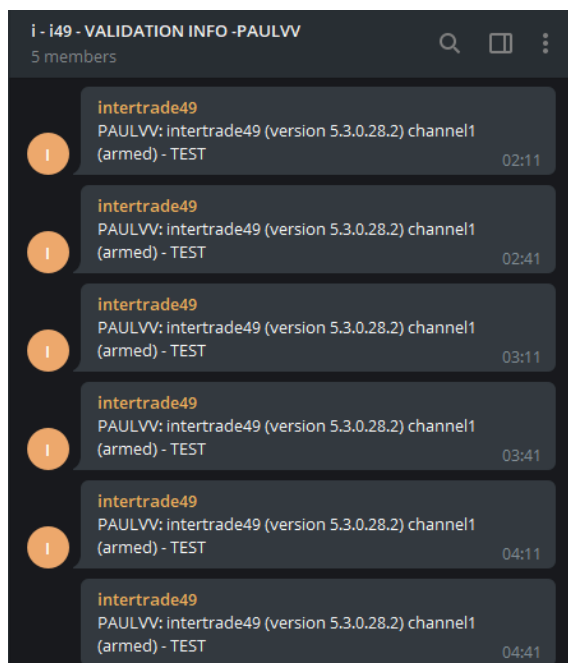 i - i49 - VALIDATION INFO -PAULVV
5 members
intertrade49
PAULVV: intertrade49 (version 5.3.0.28.2) channel1
(armed) - TEST
02:11
I
intertrade49
PAULVV: intertrade49 (version 5.3.0.28.2) channel1
(armed) - TEST
02:41
I
intertrade49
PAULVV: intertrade49 (version 5.3.0.28.2) channel1
(armed) - TEST
03:11
I
intertrade49
PAULVV: intertrade49 (version 5.3.0.28.2) channel1
(armed) - TEST
03:41
I
intertrade49
PAULVV: intertrade49 (version 5.3.0.28.2) channel1
(armed) - TEST
04:11
I
intertrade49
PAULVV: intertrade49 (version 5.3.0.28.2) channel1
(armed) - TEST
04:41